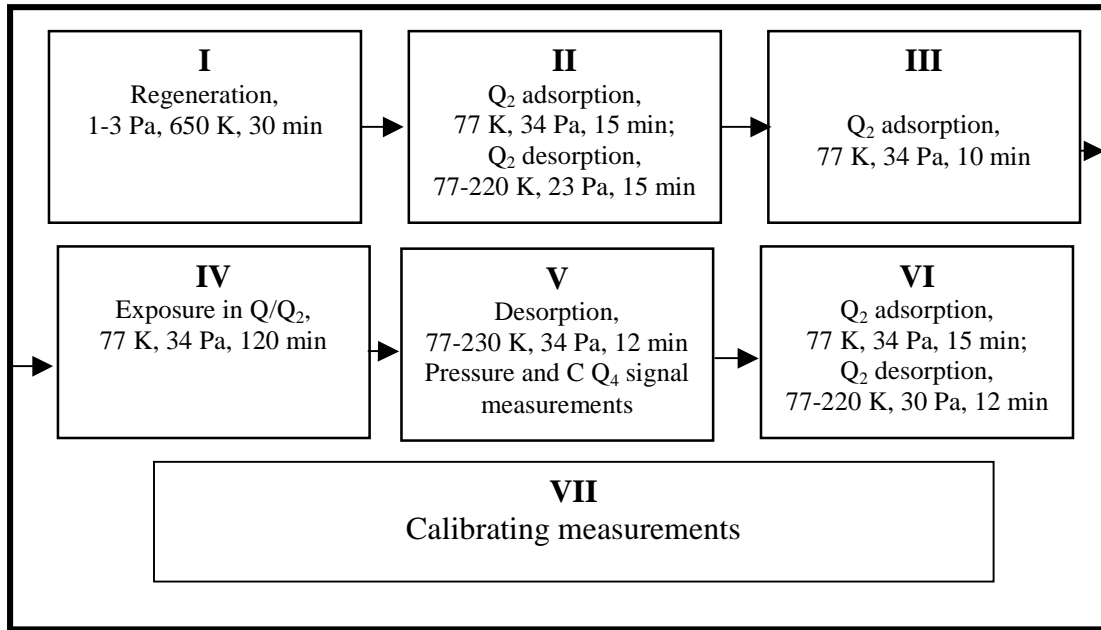 I
Regeneration,
1-3 Pa, 650 K, 30 min
II
Q₂ adsorption,
77 K, 34 Pa, 15 min;
Q₂ desorption,
77-220 K, 23 Pa, 15 min
III
Q₂ adsorption,
77 K, 34 Pa, 10 min
IV
Exposure in Q/Q₂,
77 K, 34 Pa, 120 min
V
Desorption,
77-230 K, 34 Pa, 12 min
Pressure and C Q₄ signal
measurements
VI
Q₂ adsorption,
77 K, 34 Pa, 15 min;
Q₂ desorption,
77-220 K, 30 Pa, 12 min
VII
Calibrating measurements